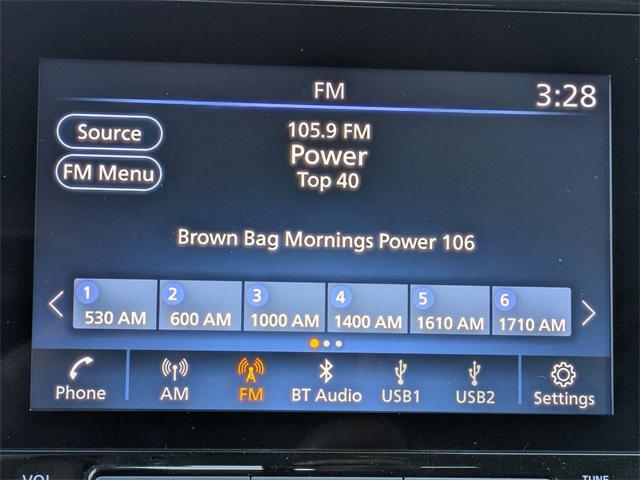 FM
3:28
Source
FM Menu
105.9 FM
Power
Top 40
Brown Bag Mornings Power 106
1 530 AM
2 600 AM
3 1000 AM
4 1400 AM
5 1610 AM
6 1710 AM
Phone
AM
A
FM
BT Audio
USB1
USB2
Settings
VOL
TUNE